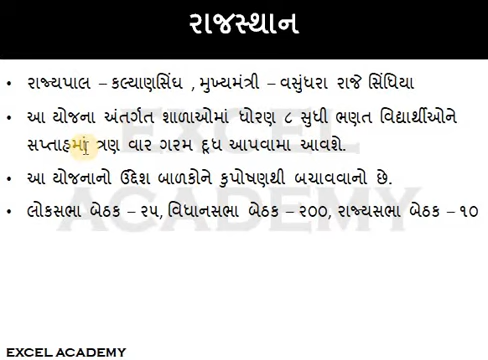 રાજસ્થાન
• રાજ્યપાલ – કલ્યાણસિંઘ , મુખ્યમંત્રી – વસુંધરા રાજે સિંધિયા
• આ યોજના અંતર્ગત શાળાઓમાં ધોરણ ૮ સુધી ભણત વિદ્યાર્થીઓને
સપ્તાહમાં ત્રણ વાર ગરમ દૂધ આપવામા આવશે.
• આ યોજનાનો ઉદ્દેશ બાળકોને કુપોષણથી બચાવવાનો છે.
• લોકસભા બેઠક – ૨૫, વિધાનસભા બેઠક – ૨૦૦, રાજ્યસભા બેઠક – ૧૦
EXCEL
ACADEMY
EXCEL ACADEMY